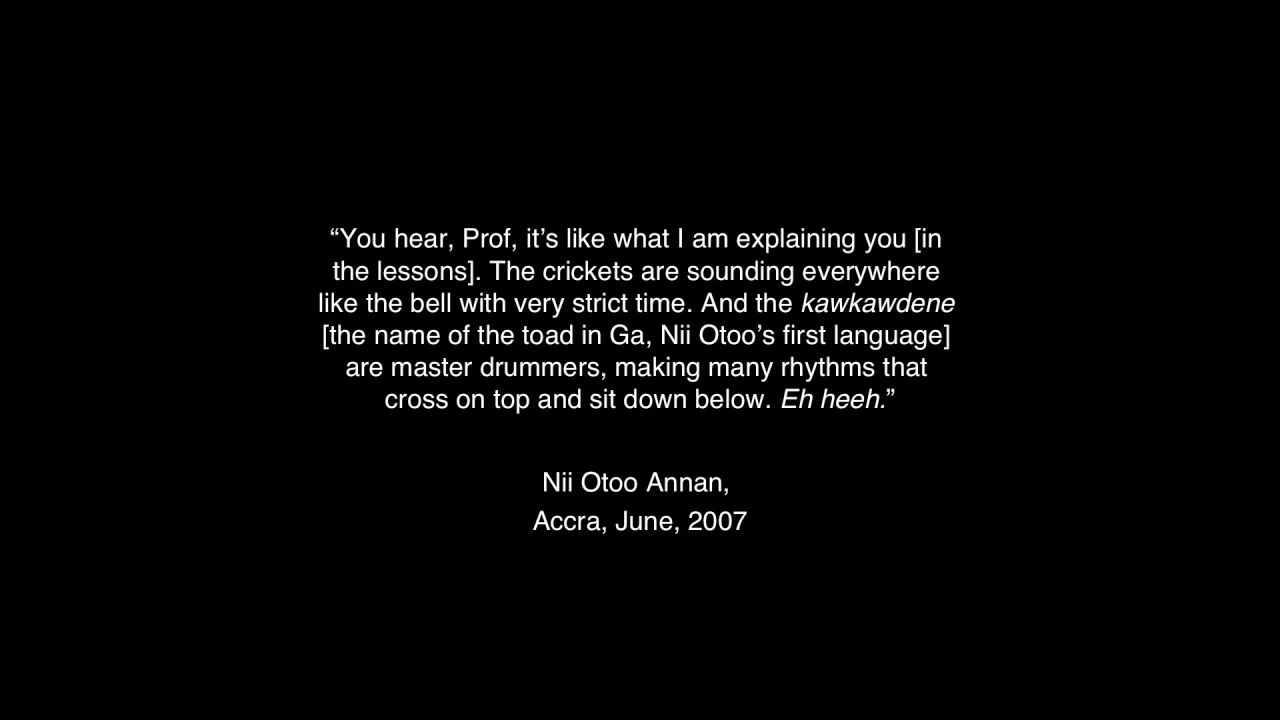 “You hear, Prof, it’s like what I am explaining you [in
the lessons]. The crickets are sounding everywhere
like the bell with very strict time. And the kawkawdene
[the name of the toad in Ga, Nii Otoo’s first language]
are master drummers, making many rhythms that
cross on top and sit down below. Eh heeh.”
Nii Otoo Annan,
Accra, June, 2007